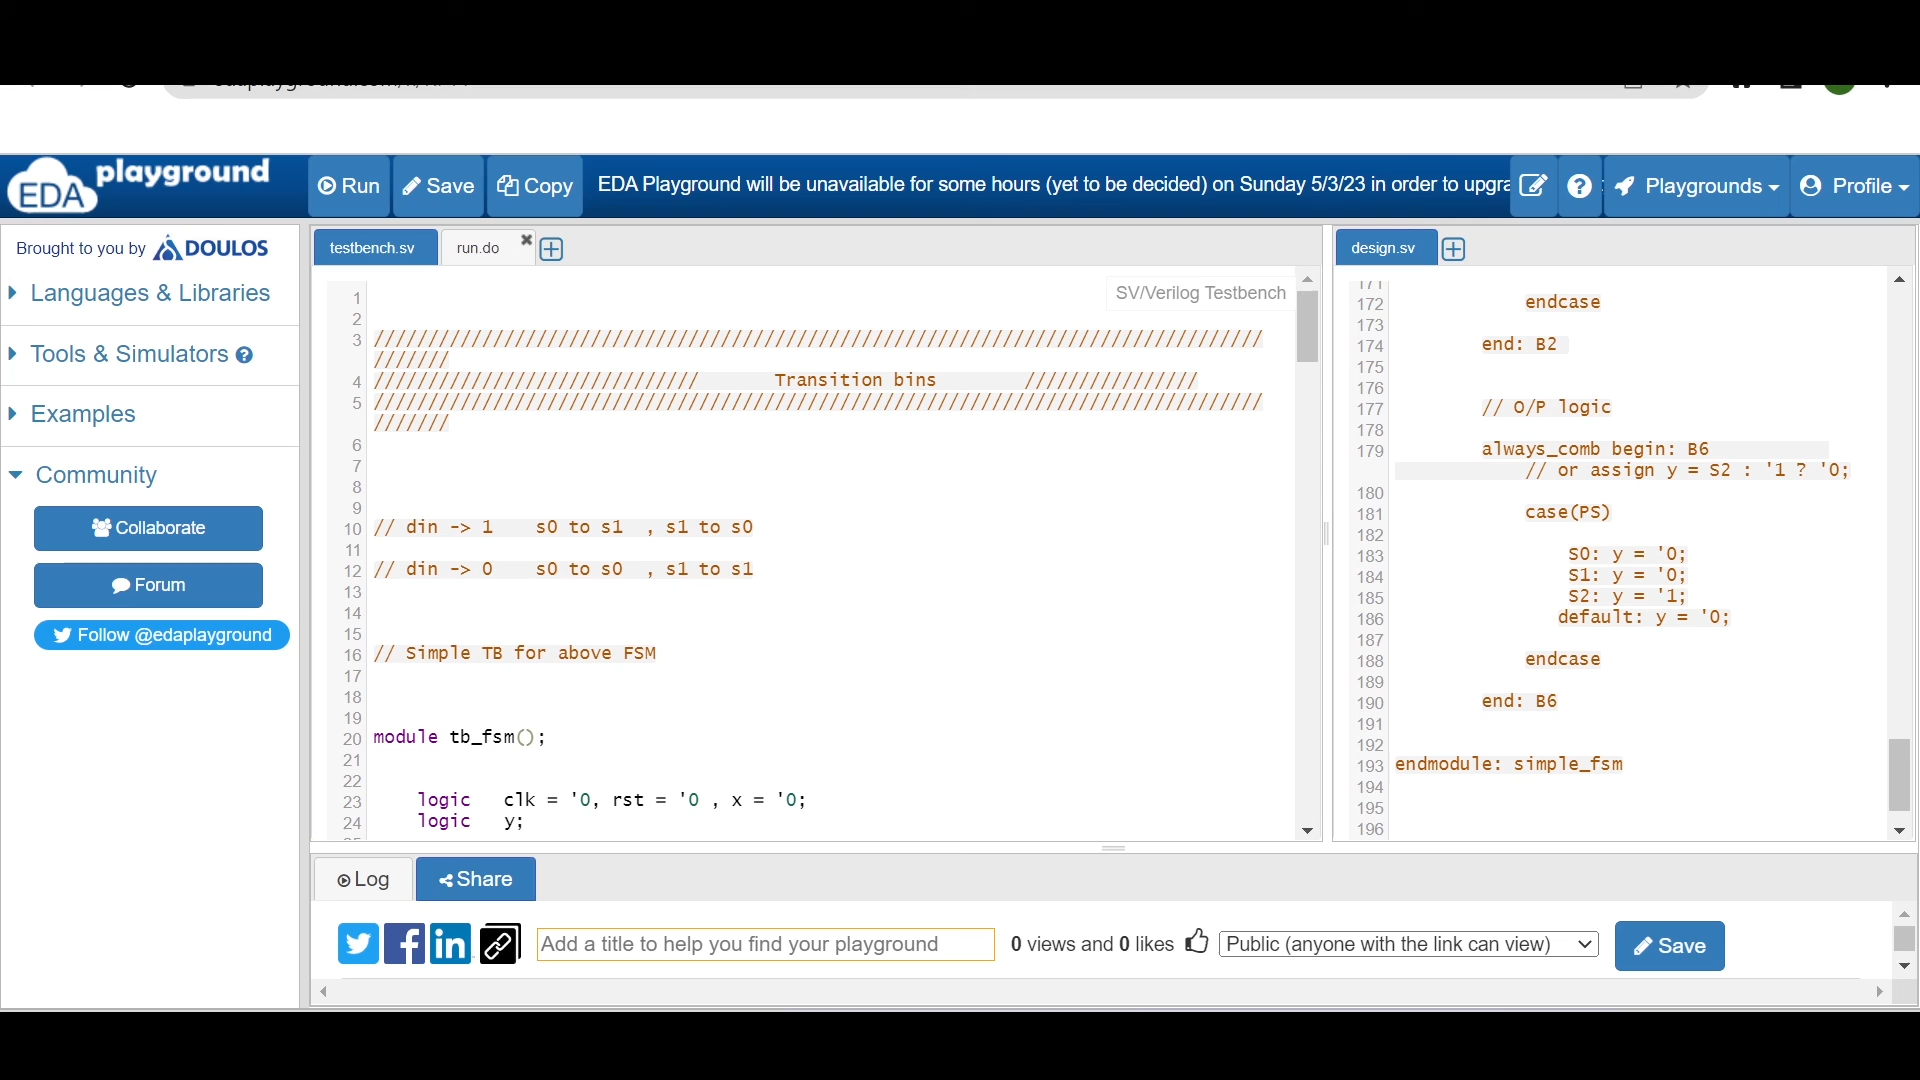 EDA playground
Run
Save
Copy
EDA Playground will be unavailable for some hours (yet to be decided) on Sunday 5/3/23 in order to upgra
Playgrounds
Profile
Brought to you by DOULOS
Languages & Libraries
Tools & Simulators
Examples
Community
Collaborate
Forum
Follow @edaplayground
testbench.sv
run.do
SV/Verilog Testbench
1
2
3 //////////////////////////////////////////////////////////////////////////////////
///////
4 ////////////////////////////// Transition bins ////////////////
5 //////////////////////////////////////////////////////////////////////////////////
///////
6
7
8
9
10 // din -> 1    s0 to s1  , s1 to s0
11
12 // din -> 0    s0 to s0  , s1 to s1
13
14
15
16 // Simple TB for above FSM
17
18
19
20 module tb_fsm();
21
22
23     logic   clk = '0, rst = '0 , x = '0;
24     logic   y;
design.sv
171
172 endcase
173
174 end: B2
175
176
177 // O/P logic
178
179 always_comb begin: B6
// or assign y = S2 : '1 ? '0;
180
181 case(PS)
182
183 S0: y = '0;
184 S1: y = '0;
185 S2: y = '1;
186 default: y = '0;
187
188 endcase
189
190 end: B6
191
192
193 endmodule: simple_fsm
194
195
196
Log
Share
Add a title to help you find your playground
0 views and 0 likes
Public (anyone with the link can view)
Save